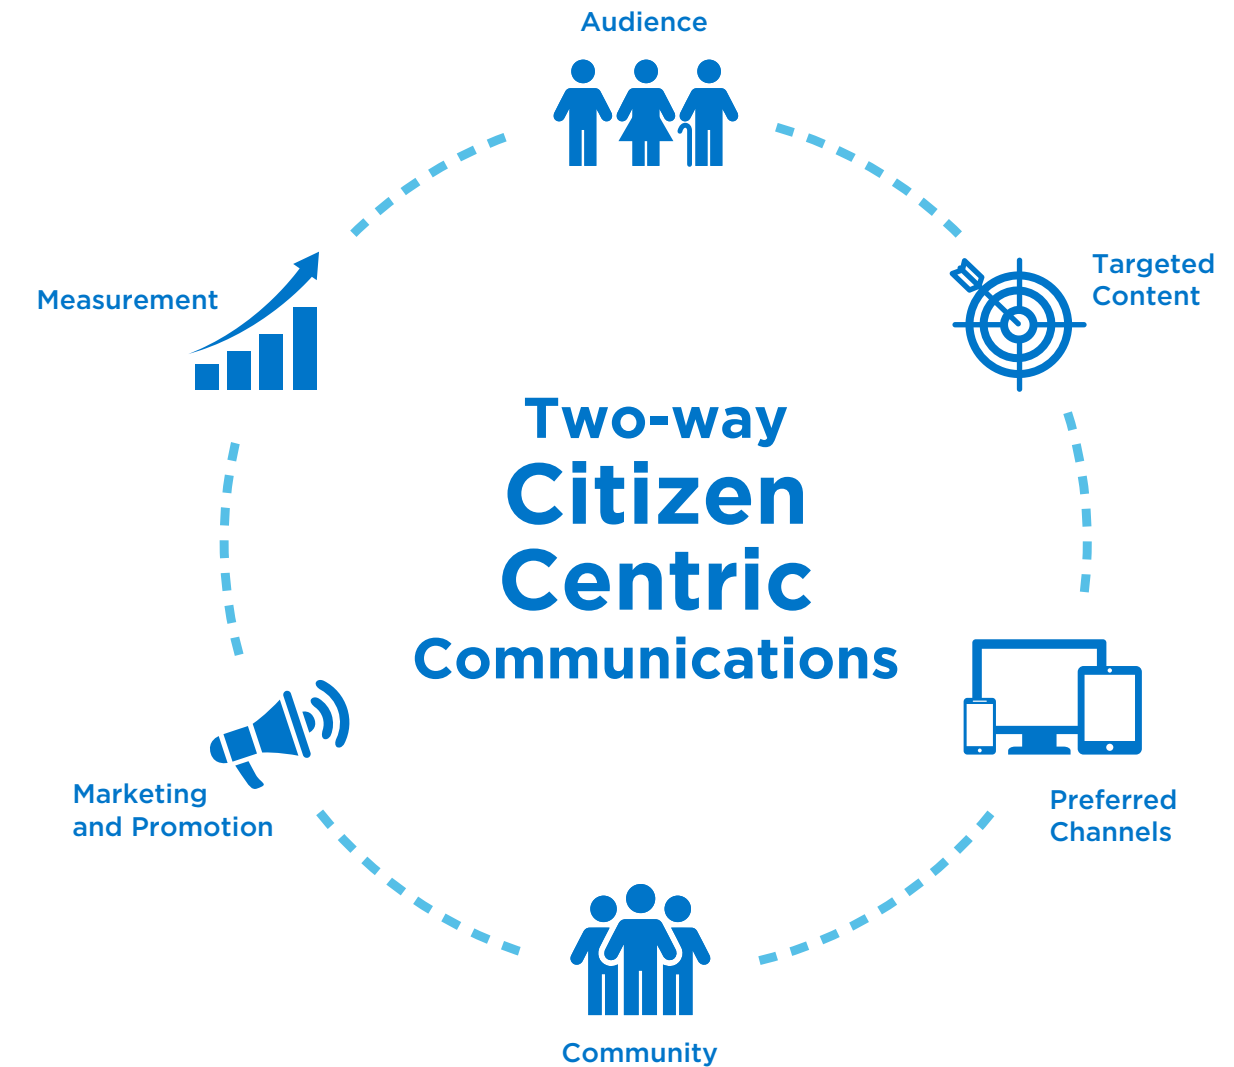 Audience
Targeted
Content
Measurement
Two-way
Citizen
Centric
Communications
Marketing
and Promotion
Preferred
Channels
Community